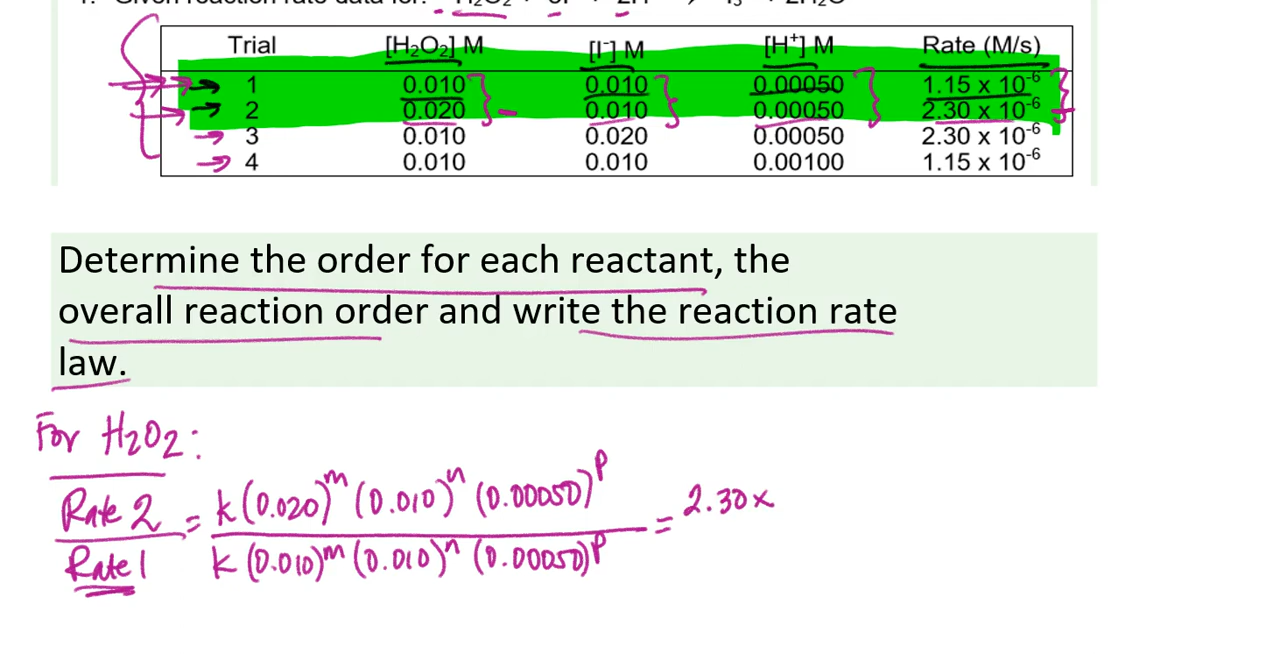 Trial [H₂O₂] M [I⁻] M [H⁺] M Rate (M/s)
1 0.010 0.010 0.00050 1.15 x 10⁻⁶
2 0.020 0.010 0.00050 2.30 x 10⁻⁶
3 0.010 0.020 0.00050 2.30 x 10⁻⁶
4 0.010 0.010 0.00100 1.15 x 10⁻⁶
Determine the order for each reactant, the
overall reaction order and write the reaction rate
law.
For H₂O₂:
Rate 2 = k(0.020)ᵐ (0.010)ⁿ (0.00050)ᵖ = 2.30 x
Rate 1 k (0.010)ᵐ (0.010)ⁿ (0.00050)ᵖ